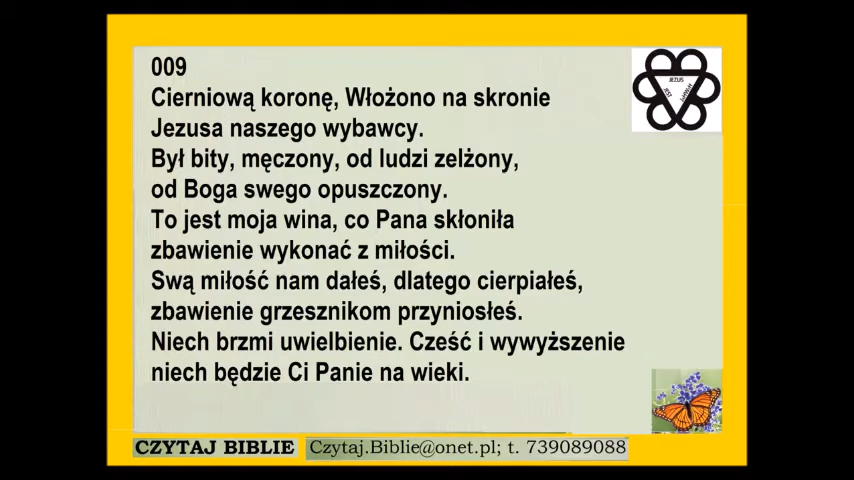 009
Cierniową koronę, Włożono na skronie
Jezusa naszego wybawcy.
Był bity, męczony, od ludzi zelżony,
od Boga swego opuszczony.
To jest moja wina, co Pana skłoniła
zbawienie wykonać z miłości.
Swą miłość nam dałeś, dlatego cierpiałeś,
zbawienie grzesznikom przyniosłeś.
Niech brzmi uwielbienie. Cześć i wywyższenie
niech będzie Ci Panie na wieki.
JEZUS
JEST
CZYTAJ BIBLIE Czytaj.Biblie@onet.pl; t. 739089088